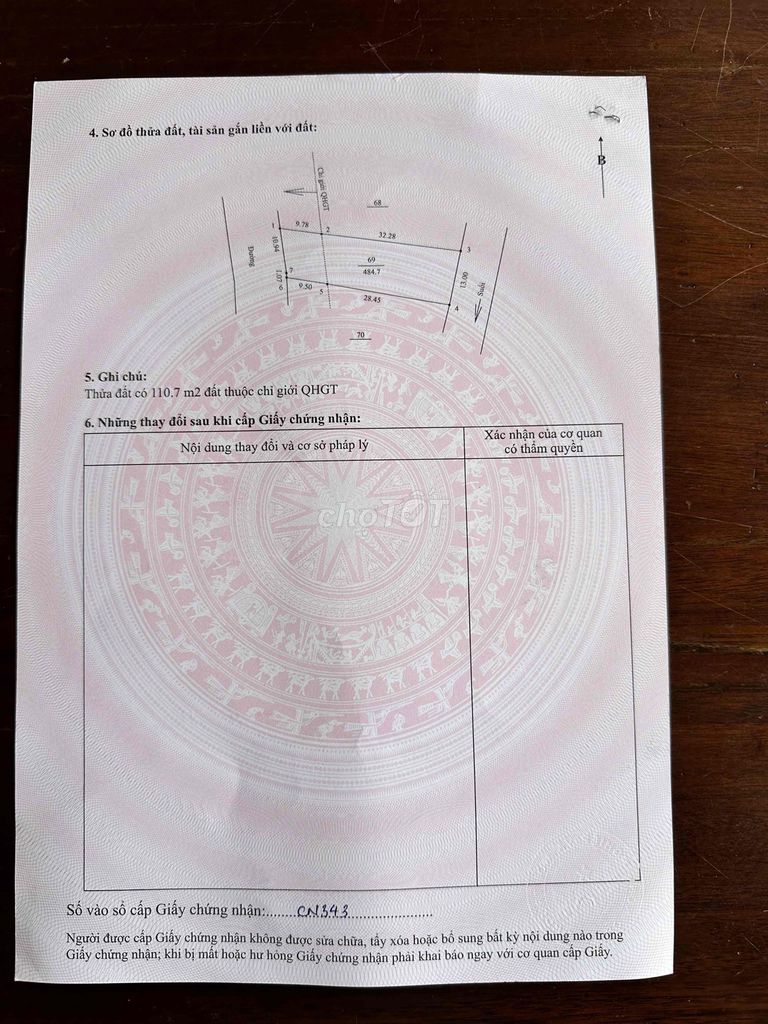 4. Sơ đồ thửa đất, tài sản gắn liền với đất:
B
Chỉ giới QHGT
68
1
9.78
2
32.28
3
Đường
10.94
69
484.7
13.00
Suối
7
1.07
6
9.50
5
28.45
4
70
5. Ghi chú:
Thửa đất có 110.7 m2 đất thuộc chỉ giới QHGT
6. Những thay đổi sau khi cấp Giấy chứng nhận:
Nội dung thay đổi và cơ sở pháp lý
Xác nhận của cơ quan
có thẩm quyền
chợTỐT
Số vào sổ cấp Giấy chứng nhận:........CN343......................
Người được cấp Giấy chứng nhận không được sửa chữa, tẩy xóa hoặc bổ sung bất kỳ nội dung nào trong
Giấy chứng nhận; khi bị mất hoặc hư hỏng Giấy chứng nhận phải khai báo ngay với cơ quan cấp Giấy.